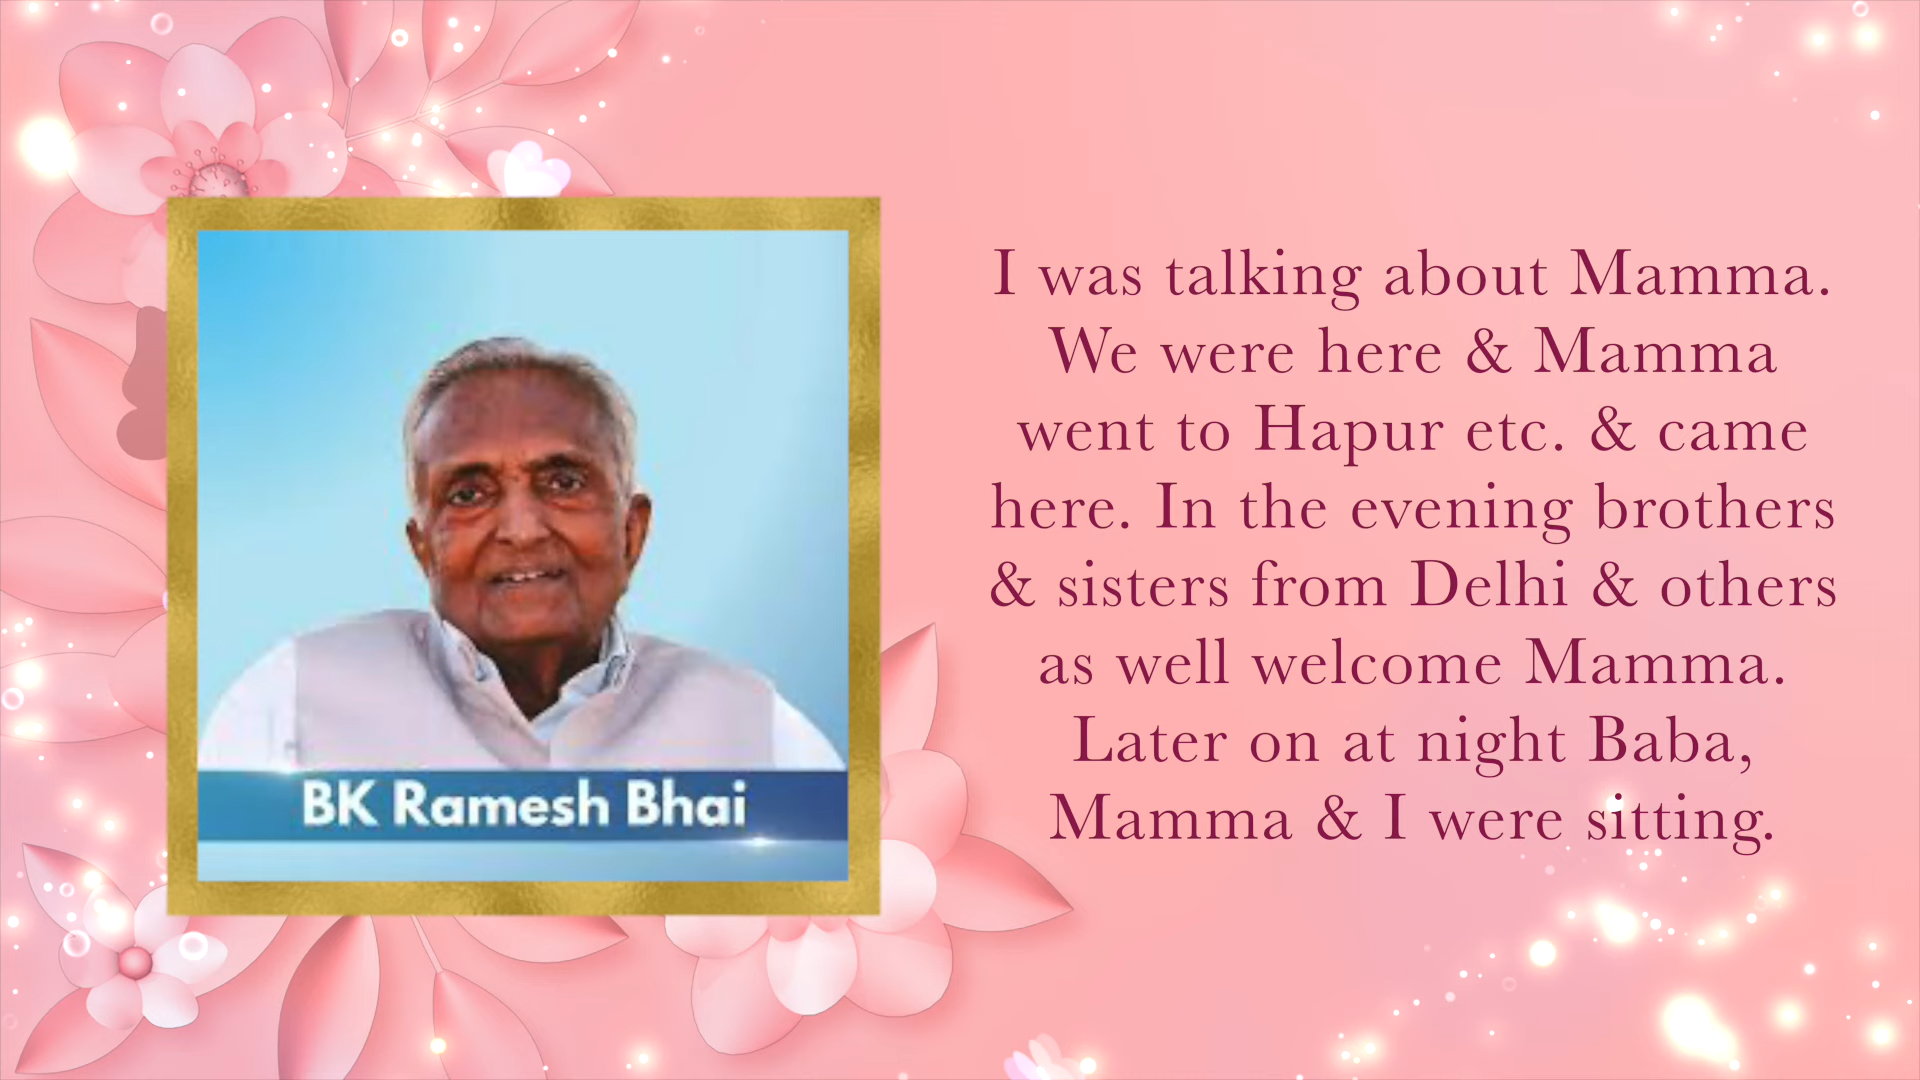 BK Ramesh Bhai
I was talking about Mamma.
We were here & Mamma
went to Hapur etc. & came
here. In the evening brothers
& sisters from Delhi & others
as well welcome Mamma.
Later on at night Baba,
Mamma & I were sitting.